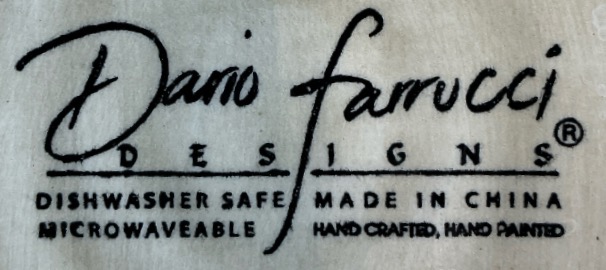 Dario farrucci
DESIGNS®
DISHWASHER SAFE MADE IN CHINA
MICROWAVEABLE HAND CRAFTED, HAND PAINTED